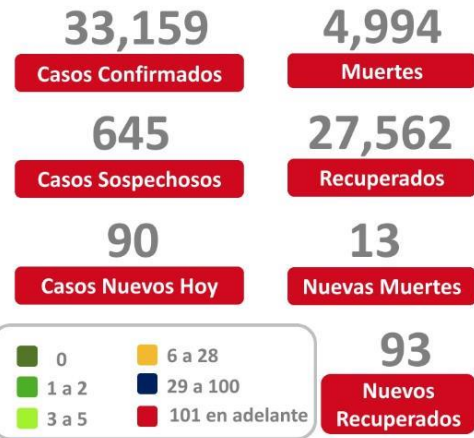 33,159
Casos Confirmados
4,994
Muertes
645
Casos Sospechosos
27,562
Recuperados
90
Casos Nuevos Hoy
13
Nuevas Muertes
0
1 a 2
3 a 5
6 a 28
29 a 100
101 en adelante
93
Nuevos
Recuperados